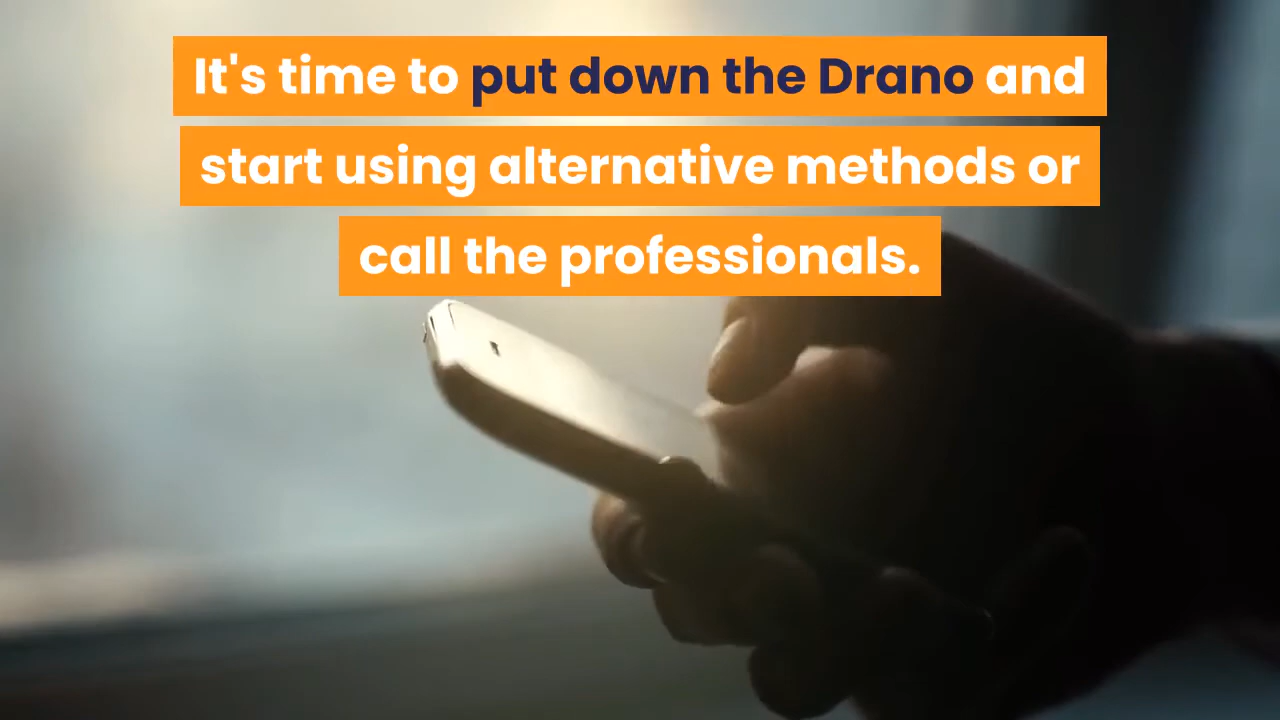 It's time to put down the Drano and
start using alternative methods or
call the professionals.